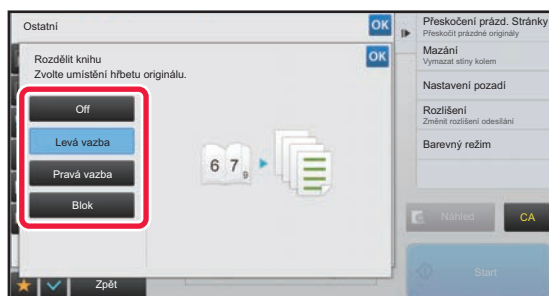 Ostatní
OK
Rozdělit knihu
Zvolte umístění hřbetu originálu.
OK
Off
Levá vazba
Pravá vazba
Blok
6 7 9
Zpět
Přeskočení prázd. Stránky
Přeskočit prázdné originály
Mazání
Vymazat stíny kolem
Nastavení pozadí
Rozlišení
Změnit rozlišení odesílání
Barevný režim
Náhled
CA
Start